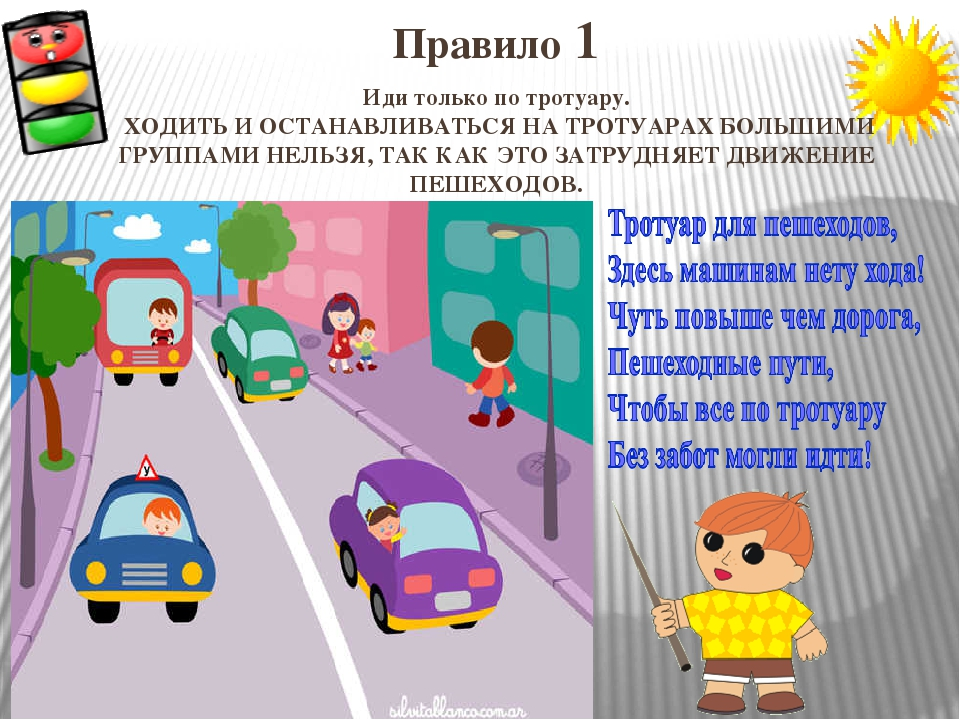 Правило 1
Иди только по тротуару.
ХОДИТЬ И ОСТАНАВЛИВАТЬСЯ НА ТРОТУАРАХ БОЛЬШИМИ
ГРУППАМИ НЕЛЬЗЯ, ТАК КАК ЭТО ЗАТРУДНЯЕТ ДВИЖЕНИЕ
ПЕШЕХОДОВ.
Тротуар для пешеходов,
Здесь машинам нету хода!
Чуть повыше чем дорога,
Пешеходные пути,
Чтобы все по тротуару
Без забот могли идти!
У
silvitablanco.com.ar